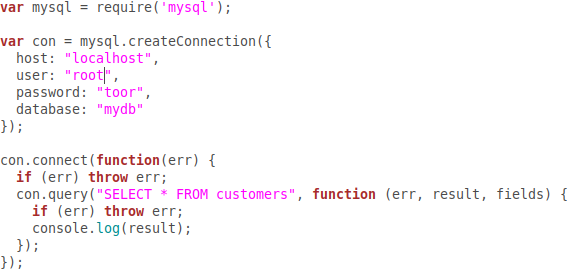 var mysql = require('mysql');

var con = mysql.createConnection({
  host: "localhost",
  user: "root",
  password: "toor",
  database: "mydb"
});

con.connect(function(err) {
  if (err) throw err;
  con.query("SELECT * FROM customers", function (err, result, fields) {
    if (err) throw err;
    console.log(result);
  });
});